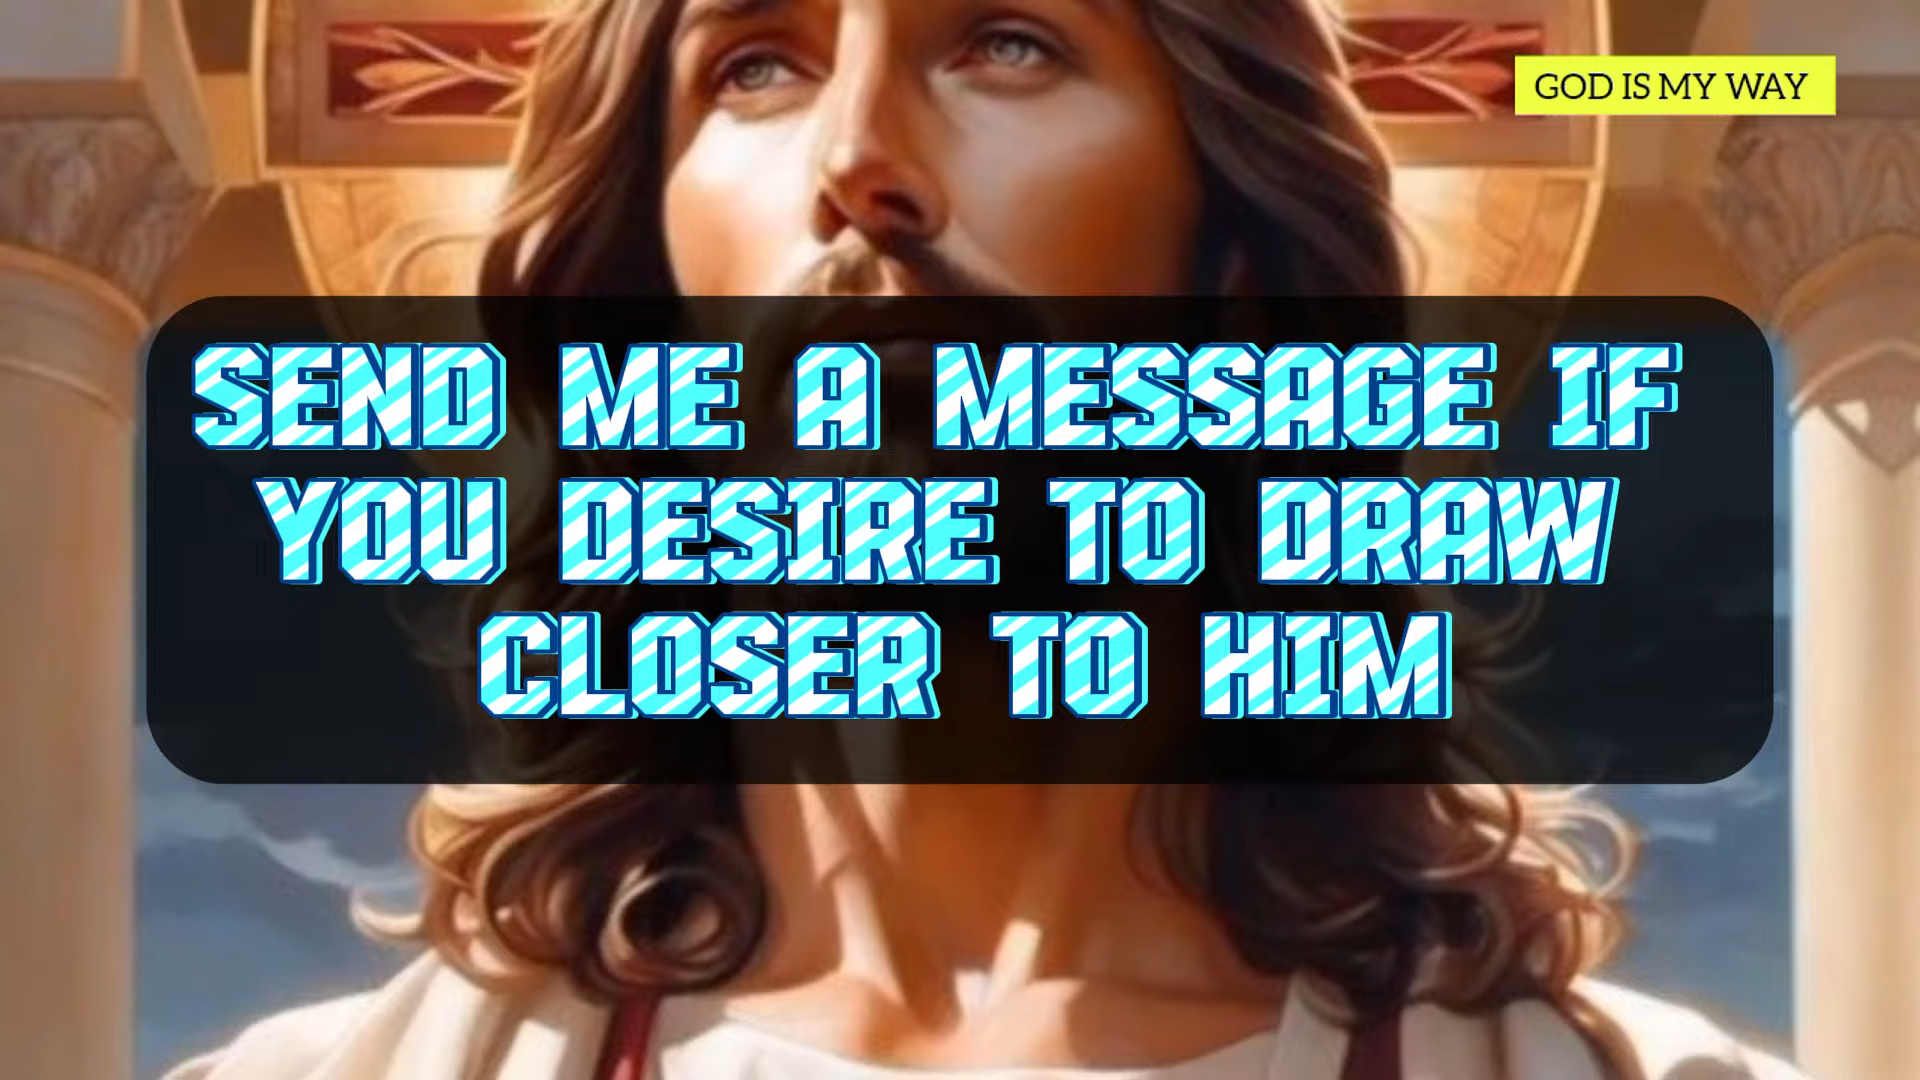 GOD IS MY WAY
SEND ME A MESSAGE IF
YOU DESIRE TO DRAW
CLOSER TO HIM